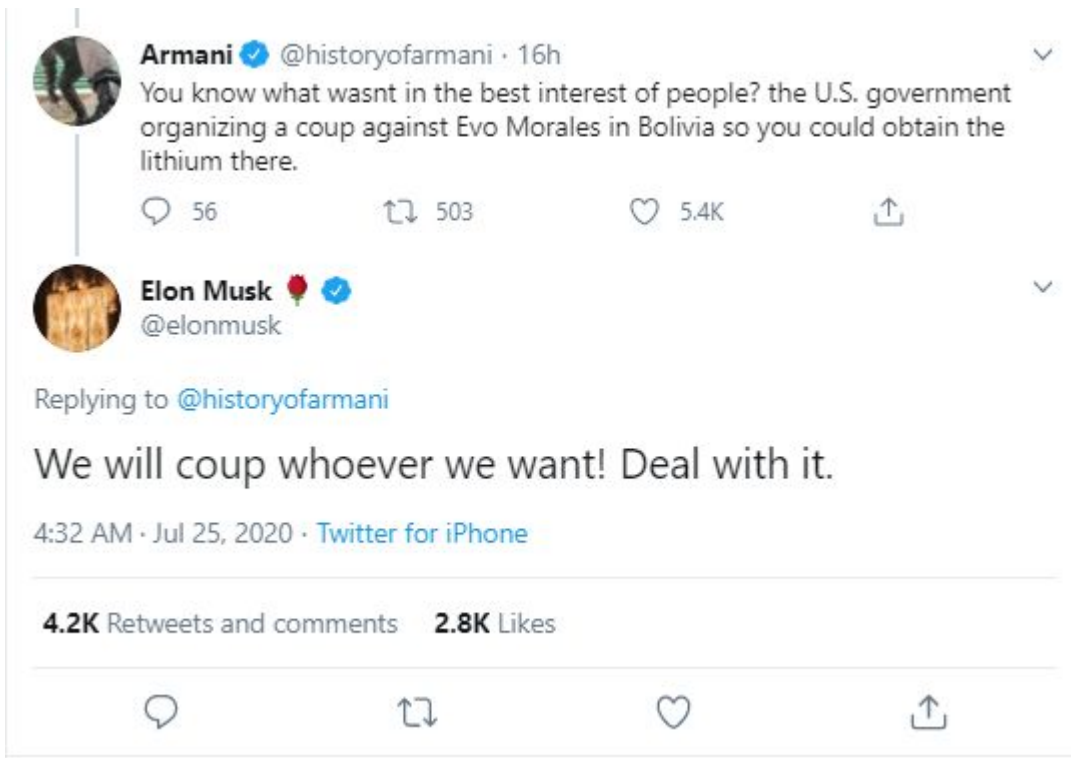 Armani @historyofarmani · 16h
You know what wasnt in the best interest of people? the U.S. government
organizing a coup against Evo Morales in Bolivia so you could obtain the
lithium there.
56 503 5.4K
Elon Musk 🌹
@elonmusk
Replying to @historyofarmani
We will coup whoever we want! Deal with it.
4:32 AM · Jul 25, 2020 · Twitter for iPhone
4.2K Retweets and comments 2.8K Likes